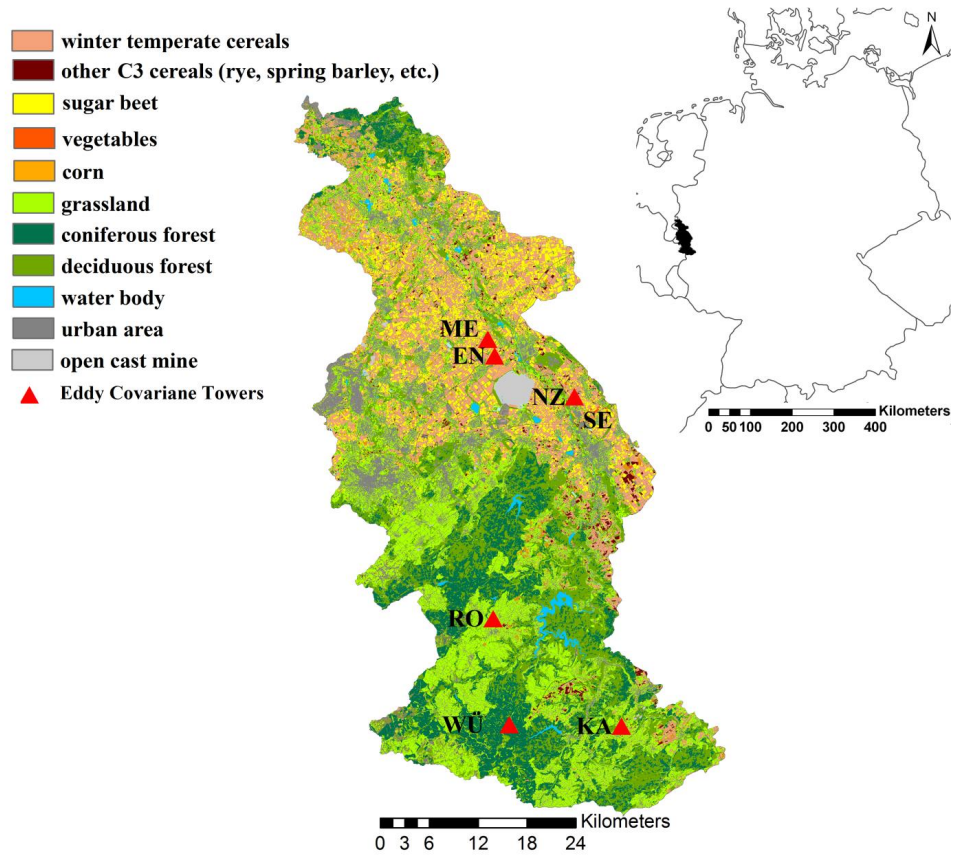 winter temperate cereals
other C3 cereals (rye, spring barley, etc.)
sugar beet
vegetables
corn
grassland
coniferous forest
deciduous forest
water body
urban area
open cast mine
Eddy Covariane Towers
N
Kilometers
0 50 100 200 300 400
ME
EN
NZ
SE
RO
WÜ
KA
Kilometers
0 3 6 12 18 24